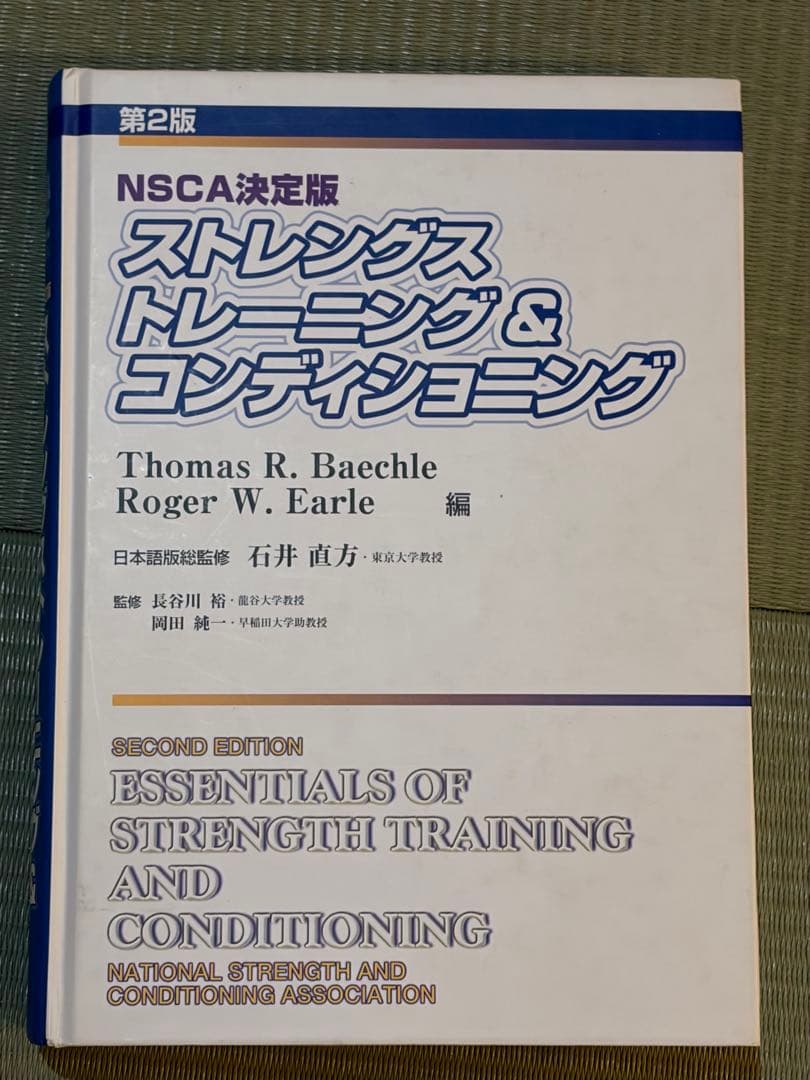 第2版
NSCA決定版
ストレングス
トレーニング&
コンディショニング
Thomas R. Baechle
Roger W. Earle 編
日本語版総監修 石井 直方・東京大学教授
監修 長谷川 裕・龍谷大学教授
岡田 純一・早稲田大学助教授
SECOND EDITION
ESSENTIALS OF
STRENGTH TRAINING
AND
CONDITIONING
NATIONAL STRENGTH AND
CONDITIONING ASSOCIATION